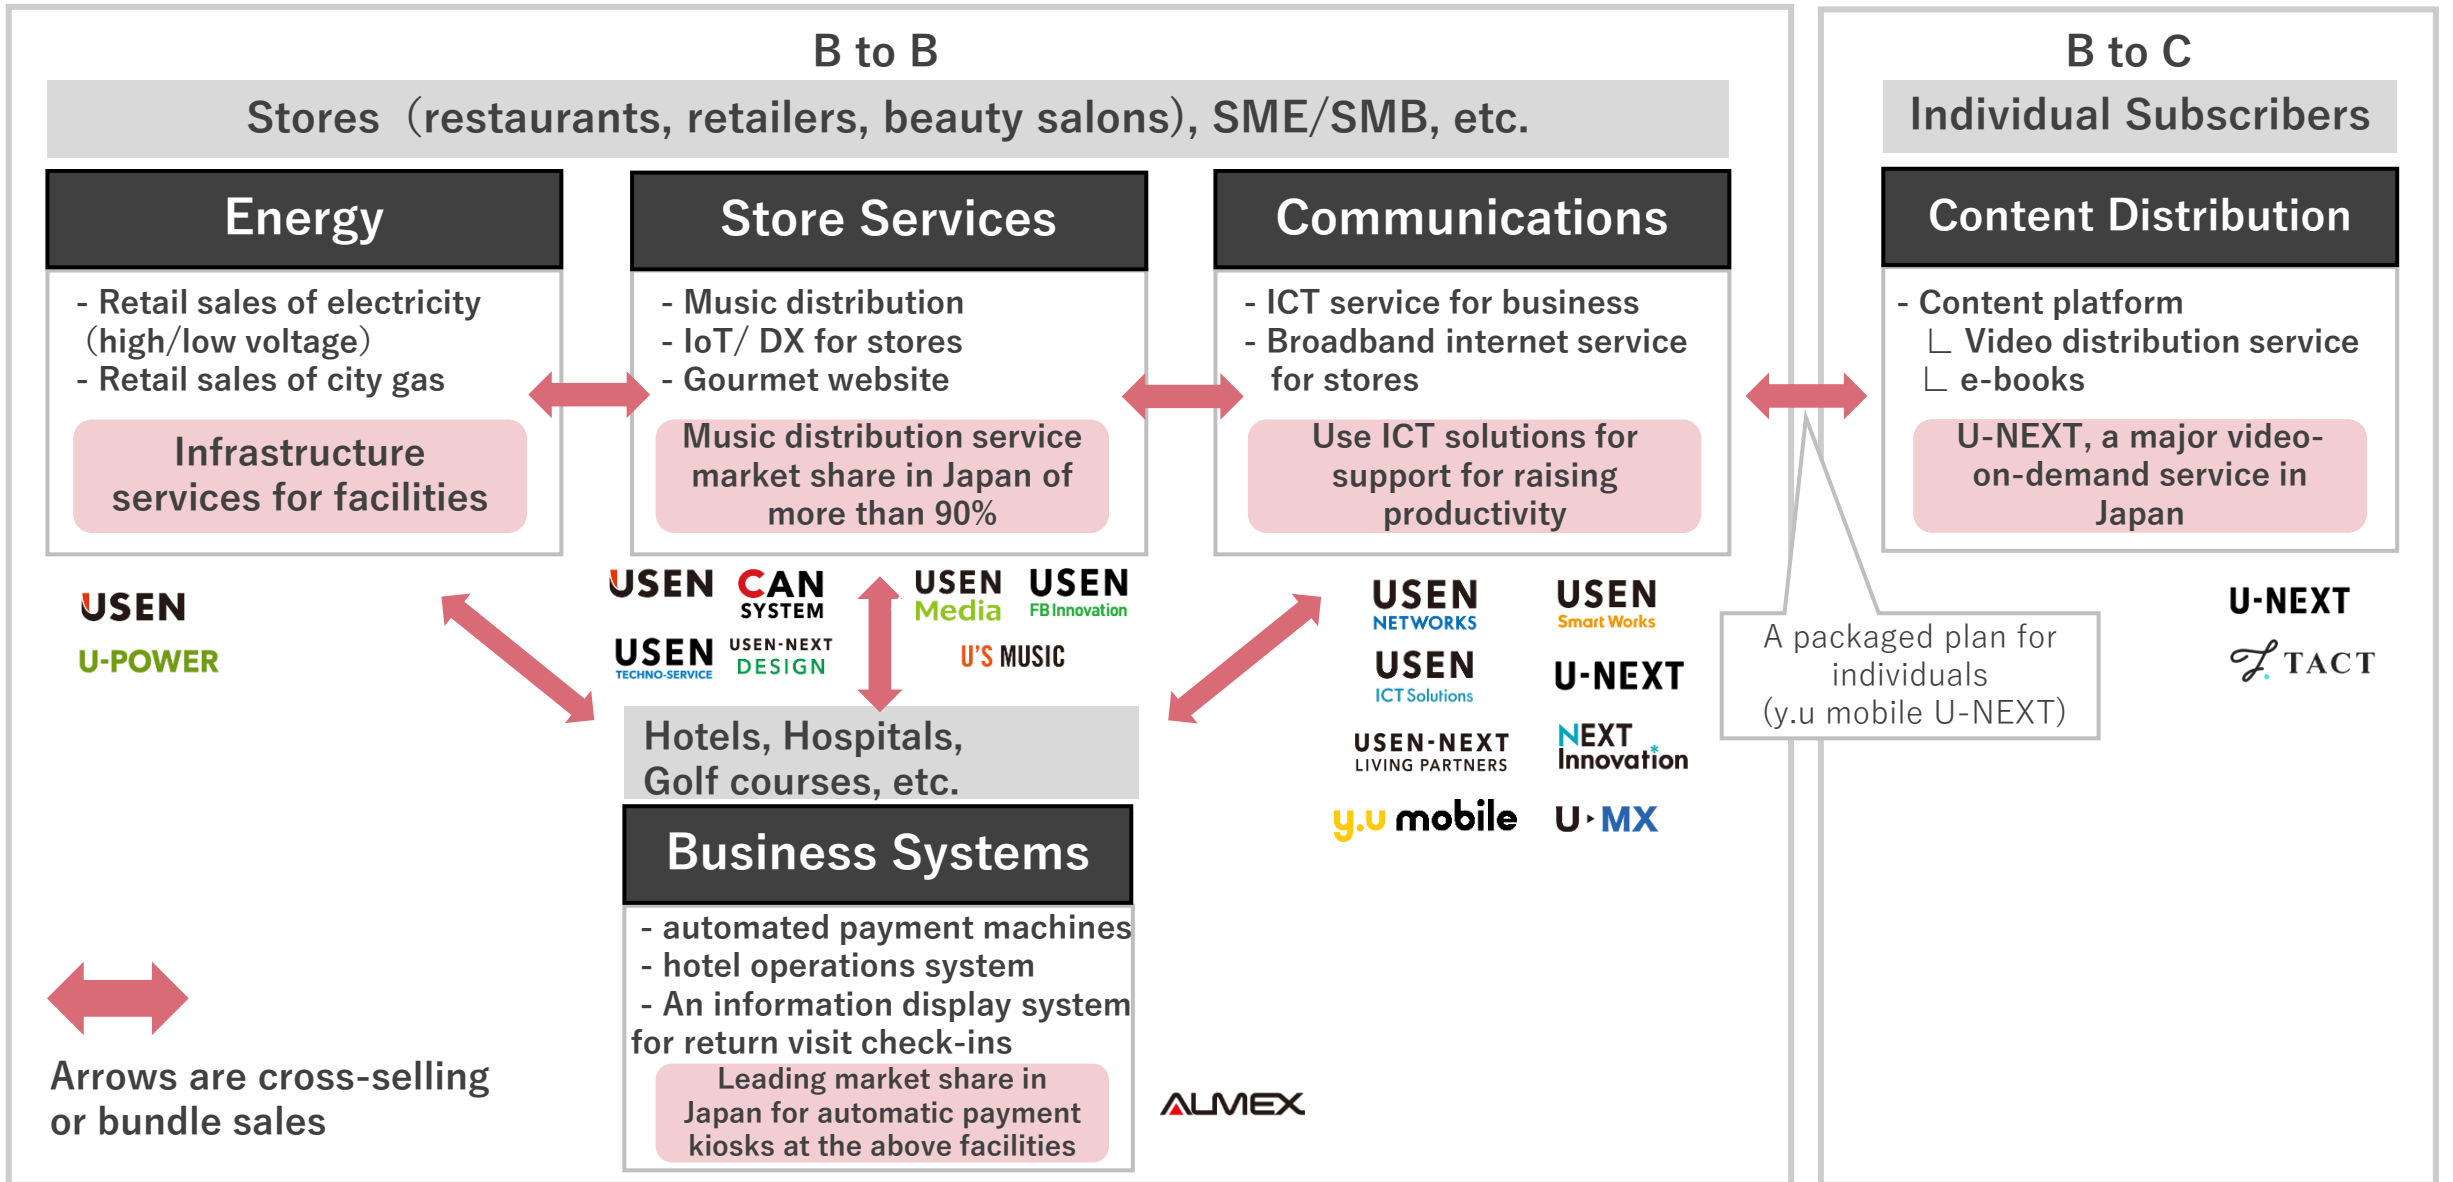 B to B
Stores（restaurants, retailers, beauty salons), SME/SMB, etc.
Energy
- Retail sales of electricity
（high/low voltage）
- Retail sales of city gas
Infrastructure
services for facilities
USEN
U-POWER
Store Services
- Music distribution
- IoT/ DX for stores
- Gourmet website
Music distribution service
market share in Japan of
more than 90%
USEN
CAN
SYSTEM
USEN
Media
USEN
FB Innovation
USEN
TECHNO-SERVICE
USEN-NEXT
DESIGN
U'S MUSIC
Communications
- ICT service for business
- Broadband internet service
for stores
Use ICT solutions for
support for raising
productivity
USEN
NETWORKS
USEN
Smart Works
USEN
ICT Solutions
U-NEXT
USEN-NEXT
LIVING PARTNERS
NEXT
Innovation
y.u mobile
U MX
Hotels, Hospitals,
Golf courses, etc.
Business Systems
- automated payment machines
- hotel operations system
- An information display system
for return visit check-ins
Leading market share in
Japan for automatic payment
kiosks at the above facilities
ALMEX
Arrows are cross-selling
or bundle sales
B to C
Individual Subscribers
Content Distribution
- Content platform
∟ Video distribution service
∟ e-books
U-NEXT, a major video-
on-demand service in
Japan
U-NEXT
TACT
A packaged plan for
individuals
(y.u mobile U-NEXT)